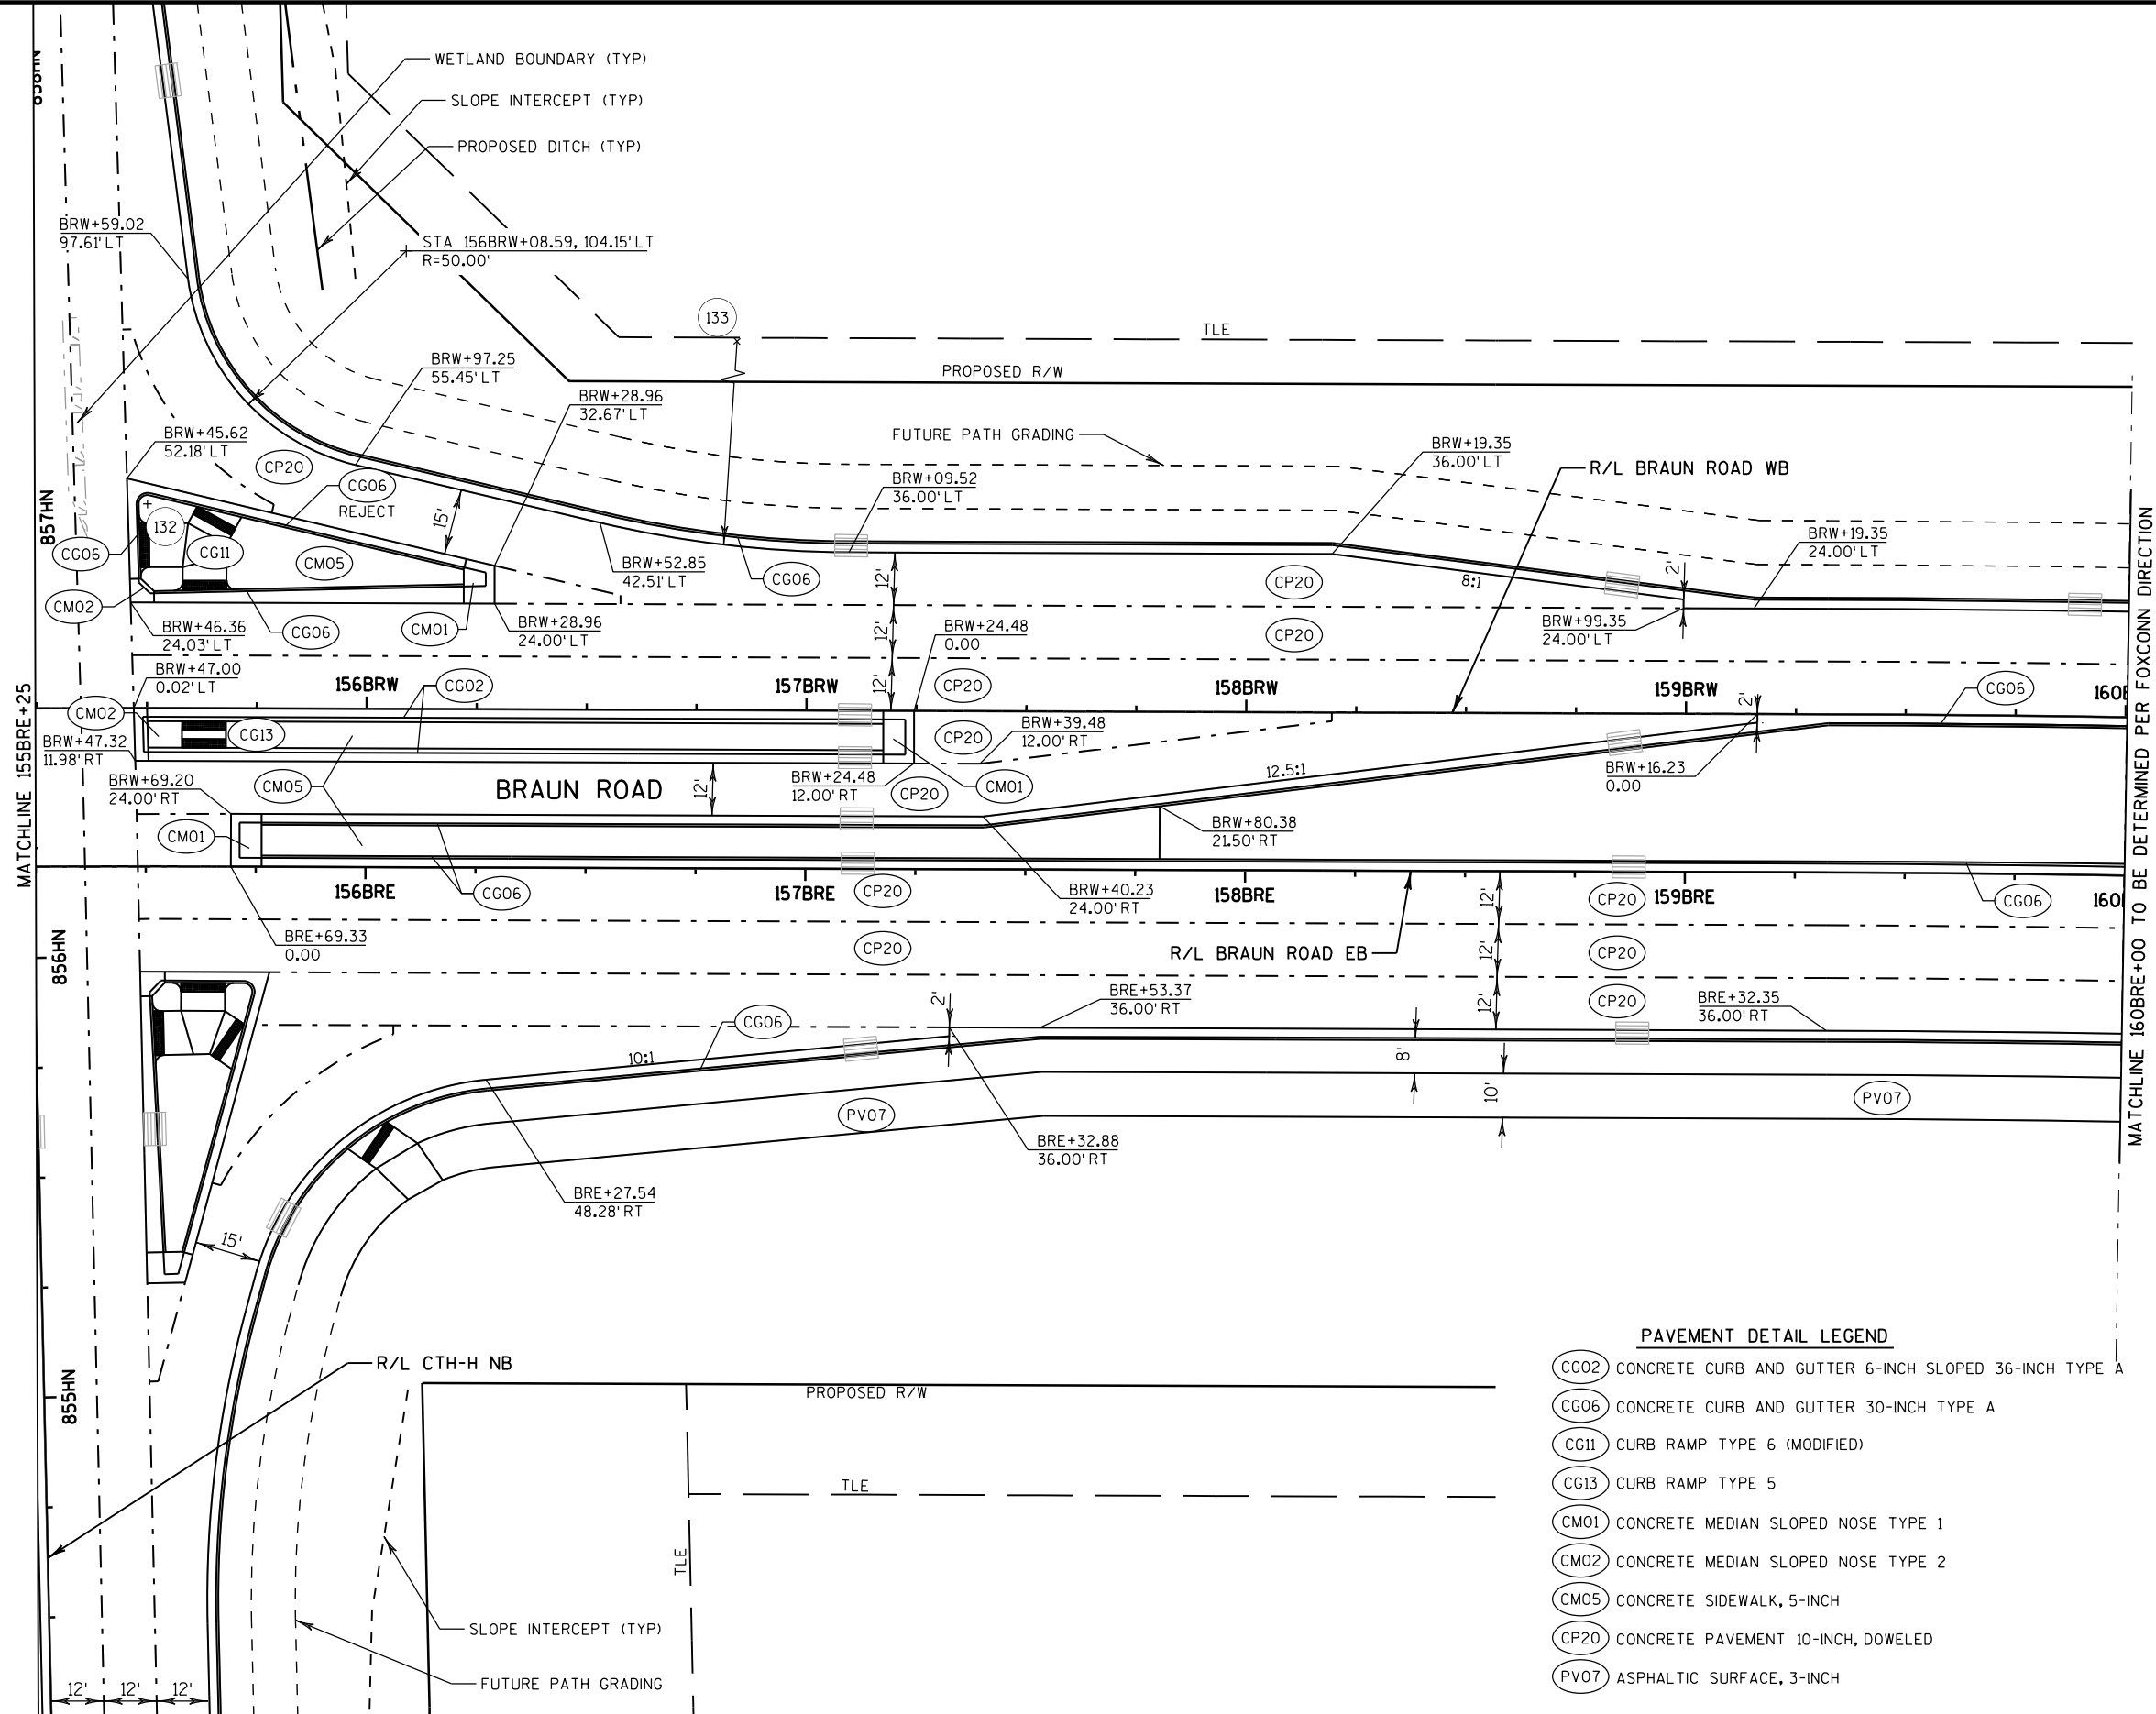 858HN
WETLAND BOUNDARY (TYP)
SLOPE INTERCEPT (TYP)
PROPOSED DITCH (TYP)
BRW+59.02
97.61' LT
STA 156BRW+08.59, 104.15' LT
R=50.00'
133
TLE
PROPOSED R/W
BRW+97.25
55.45' LT
BRW+28.96
32.67' LT
BRW+45.62
52.18' LT
FUTURE PATH GRADING
BRW+19.35
36.00' LT
R/L BRAUN ROAD WB
CP20
CG06
REJECT
15'
BRW+09.52
36.00' LT
857HN
132
CG06
CG11
CM05
BRW+52.85
42.51' LT
CG06
12'
CP20
8:1
2'
BRW+19.35
24.00' LT
CM02
BRW+46.36
24.03' LT
CG06
CM01
BRW+28.96
24.00' LT
12'
BRW+24.48
0.00
CP20
BRW+99.35
24.00' LT
BRW+47.00
0.02' LT
156BRW
CG02
157BRW
12'
CP20
158BRW
159BRW
2'
CG06
160
CM02
CG13
CP20
BRW+39.48
12.00' RT
BRW+47.32
11.98' RT
BRW+69.20
24.00' RT
CM05
BRAUN ROAD
12'
BRW+24.48
12.00' RT
CP20
CM01
12.5:1
BRW+16.23
0.00
MATCHLINE 155BRE+25
CM01
BRW+80.38
21.50' RT
156BRE
CG06
157BRE
CP20
BRW+40.23
24.00' RT
158BRE
12'
CP20
159BRE
CG06
160
856HN
BRE+69.33
0.00
CP20
R/L BRAUN ROAD EB
12'
CP20
MATCHLINE 160BRE+00 TO BE DETERMINED PER FOXCONN DIRECTION
CG06
2'
BRE+53.37
36.00' RT
12'
CP20
BRE+32.35
36.00' RT
10:1
8'
10'
PV07
PV07
BRE+32.88
36.00' RT
BRE+27.54
48.28' RT
15'
R/L CTH-H NB
855HN
PROPOSED R/W
TLE
TLE
SLOPE INTERCEPT (TYP)
FUTURE PATH GRADING
12'
12'
12'
PAVEMENT DETAIL LEGEND
CG02 CONCRETE CURB AND GUTTER 6-INCH SLOPED 36-INCH TYPE A
CG06 CONCRETE CURB AND GUTTER 30-INCH TYPE A
CG11 CURB RAMP TYPE 6 (MODIFIED)
CG13 CURB RAMP TYPE 5
CM01 CONCRETE MEDIAN SLOPED NOSE TYPE 1
CM02 CONCRETE MEDIAN SLOPED NOSE TYPE 2
CM05 CONCRETE SIDEWALK, 5-INCH
CP20 CONCRETE PAVEMENT 10-INCH, DOWELED
PV07 ASPHALTIC SURFACE, 3-INCH